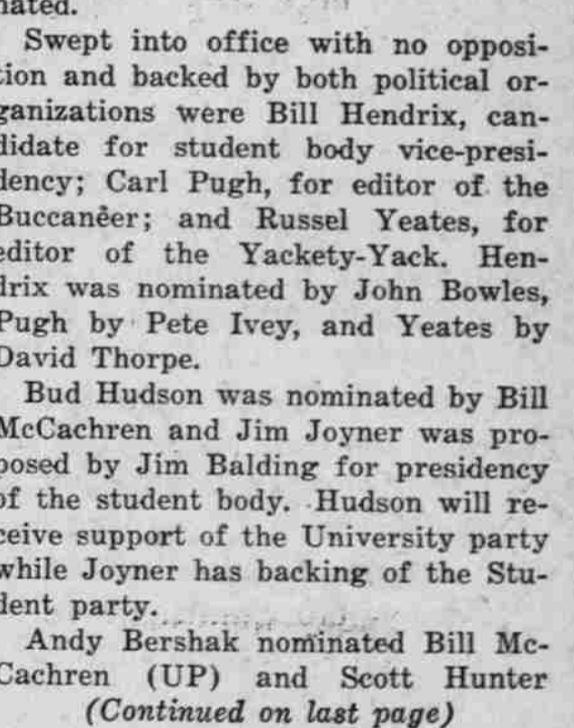 nated.
Swept into office with no opposi-
tion and backed by both political or-
ganizations were Bill Hendrix, can-
didate for student body vice-presi-
dency; Carl Pugh, for editor of the
Buccaneer; and Russel Yeates, for
editor of the Yackety-Yack. Hen-
drix was nominated by John Bowles,
Pugh by Pete Ivey, and Yeates by
David Thorpe.
Bud Hudson was nominated by Bill
McCachren and Jim Joyner was pro-
posed by Jim Balding for presidency
of the student body. Hudson will re-
ceive support of the University party
while Joyner has backing of the Stu-
dent party.
Andy Bershak nominated Bill Mc-
Cachren (UP) and Scott Hunter
(Continued on last page)